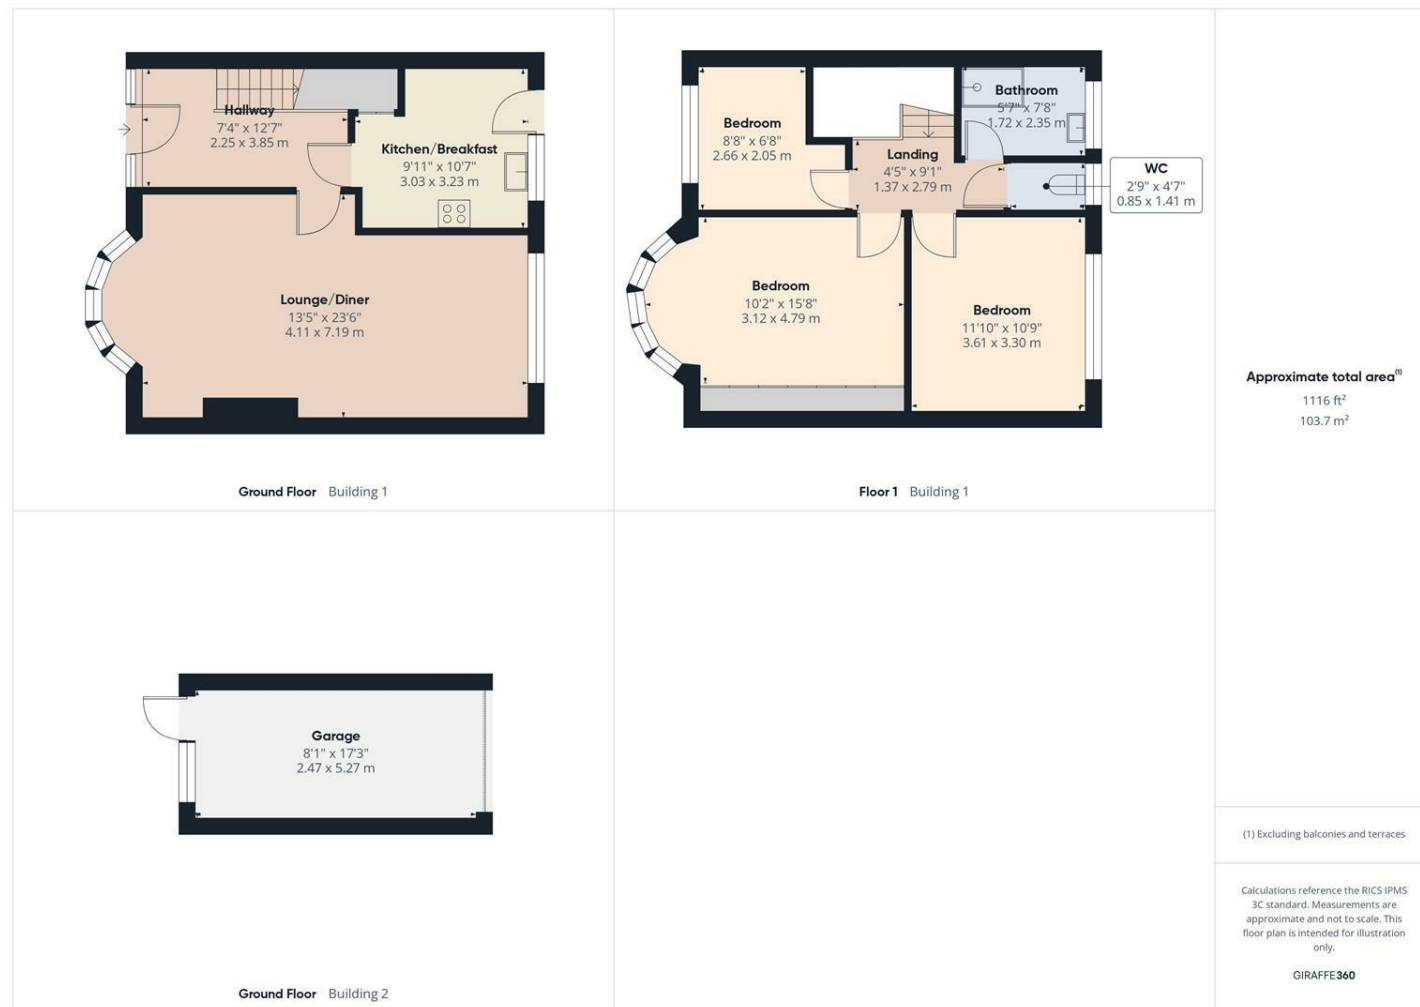 Hallway
7'4" x 12'7"
2.25 x 3.85 m
Kitchen/Breakfast
9'11" x 10'7"
3.03 x 3.23 m
Lounge/Diner
13'5" x 23'6"
4.11 x 7.19 m
Ground Floor Building 1
Bedroom
8'8" x 6'8"
2.66 x 2.05 m
Bathroom
5'7" x 7'8"
1.72 x 2.35 m
Landing
4'5" x 9'1"
1.37 x 2.79 m
WC
2'9" x 4'7"
0.85 x 1.41 m
Bedroom
10'2" x 15'8"
3.12 x 4.79 m
Bedroom
11'10" x 10'9"
3.61 x 3.30 m
Floor 1 Building 1
Garage
8'1" x 17'3"
2.47 x 5.27 m
Ground Floor Building 2
Approximate total area(1)
1116 ft²
103.7 m²
(1) Excluding balconies and terraces
Calculations reference the RICS IPMS
3C standard. Measurements are
approximate and not to scale. This
floor plan is intended for illustration
only.
GIRAFFE360